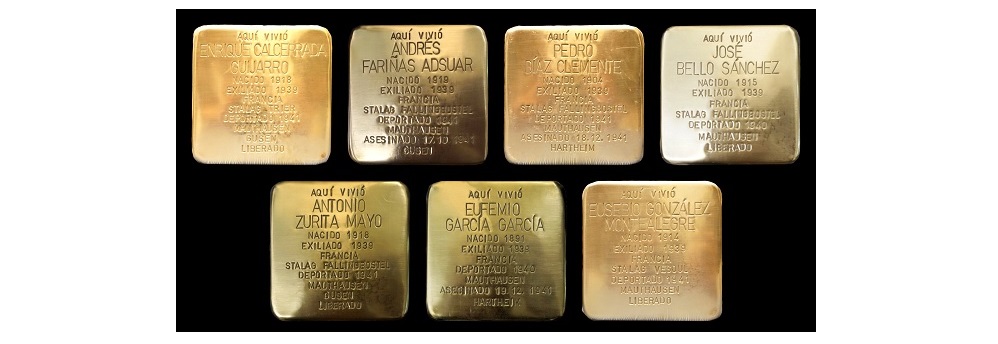 AQUÍ VIVIÓ
ENRIQUE CALCERRADA
GUIJARRO
NACIDO 1918
EXILIADO 1939
FRANCIA
STALAG TRIER
DEPORTADO 1941
MAUTHAUSEN
GUSEN
LIBERADO
AQUÍ VIVIÓ
ANDRÉS
FARIÑAS ADSUAR
NACIDO 1919
EXILIADO 1939
FRANCIA
STALAG FALLINGBOSTEL
DEPORTADO 1941
MAUTHAUSEN
ASESINADO 1941
GUSEN
AQUÍ VIVIÓ
PEDRO
DÍAZ CLEMENTE
NACIDO 1904
EXILIADO 1939
FRANCIA
STALAG FALLINGBOSTEL
DEPORTADO 1941
MAUTHAUSEN
ASESINADO 18.12.1941
HARTHEIM
AQUÍ VIVIÓ
JOSÉ
BELLO SÁNCHEZ
NACIDO 1915
EXILIADO 1939
FRANCIA
STALAG FALLINGBOSTEL
DEPORTADO 1940
MAUTHAUSEN
LIBERADO
AQUÍ VIVIÓ
ANTONIO
ZURITA MAYO
NACIDO 1918
EXILIADO 1939
FRANCIA
STALAG FALLINGBOSTEL
DEPORTADO 1941
MAUTHAUSEN
GUSEN
LIBERADO
AQUÍ VIVIÓ
EUFEMIO
GARCÍA GARCÍA
NACIDO 1891
EXILIADO 1939
FRANCIA
DEPORTADO 1940
MAUTHAUSEN
ASESINADO 19.12.1941
HARTHEIM
AQUÍ VIVIÓ
EUSEBIO GONZÁLEZ
MONTEALEGRE
NACIDO
EXILIADO 1939
FRANCIA
STALAG VESOUL
DEPORTADO 1941
MAUTHAUSEN
LIBERADO